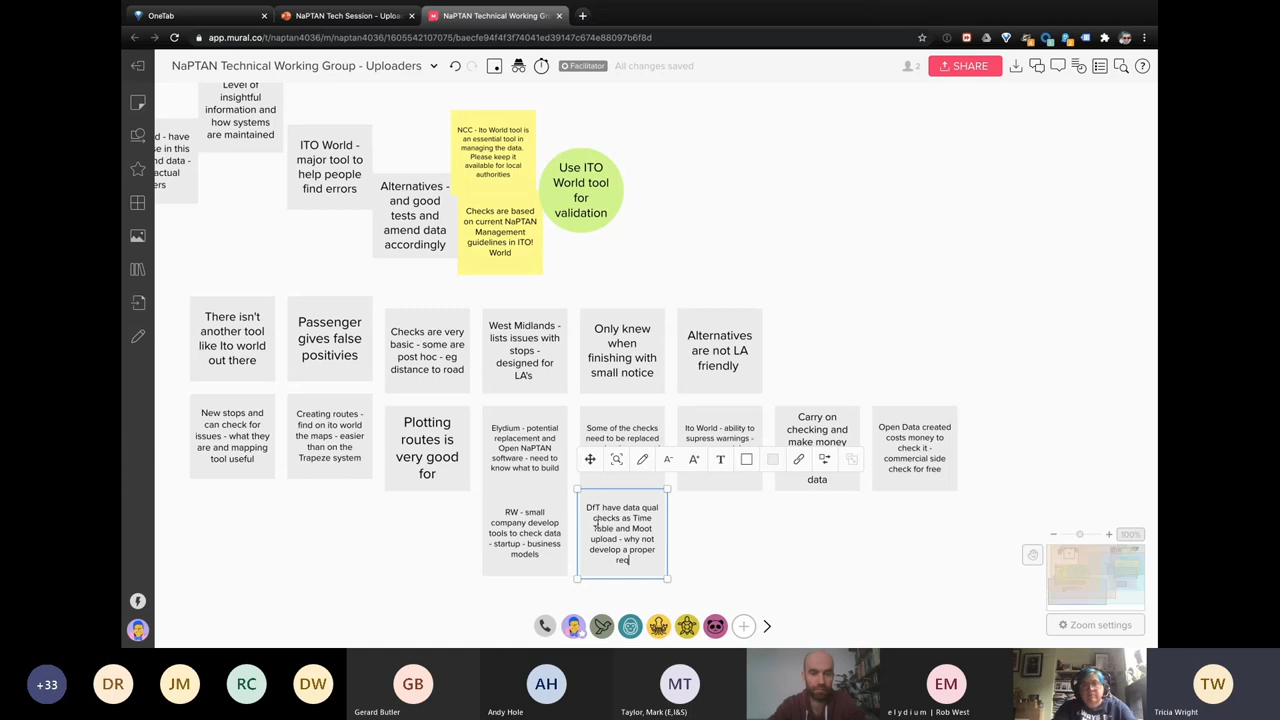 OneTab
NaPTAN Tech Session - Uploa
NaPTAN Technical Working Gr
app.mural.co/t/naptan4036/m/naptan4036/1605542107075/baecfe94f4f3f74041ed39147c674e88097b6f8d
NaPTAN Technical Working Group - Uploaders
Facilitator
All changes saved
2
SHARE
Level of
insightful
information and
how systems
are maintained
d - have
se in this
nd data -
actual
ers
ITO World -
major tool to
help people
find errors
Alternatives -
and good
tests and
amend data
accordingly
NCC - Ito World tool is
an essential tool in
managing the data.
Please keep it
available for local
authorities
Checks are based
on current NaPTAN
Management
guidelines in ITO!
World
Use ITO
World tool
for
validation
There isn't
another tool
like Ito world
out there
Passenger
gives false
positivies
Checks are very
basic - some are
post hoc - eg
distance to road
West Midlands -
lists issues with
stops -
designed for
LA's
Only knew
when
finishing with
small notice
Alternatives
are not LA
friendly
New stops and
can check for
issues - what they
are and mapping
tool useful
Creating routes -
find on ito world
the maps - easier
than on the
Trapeze system
Plotting
routes is
very good
for
Elydium - potential
replacement and
Open NaPTAN
software - need to
know what to build
Some of the checks
need to be replaced
Ito World - ability to
supress warnings -
Carry on
checking and
make money
data
Open Data created
costs money to
check it -
commercial side
check for free
RW - small
company develop
tools to check data
- startup - business
models
DfT have data qual
checks as Time
table and Moot
upload - why not
develop a proper
req
100%
Zoom settings
+33
DR
JM
RC
DW
GB
Gerard Butler
AH
Andy Hole
MT
Taylor, Mark (E,I&S)
EM
e l y d i u m | Rob West
TW
Tricia Wright